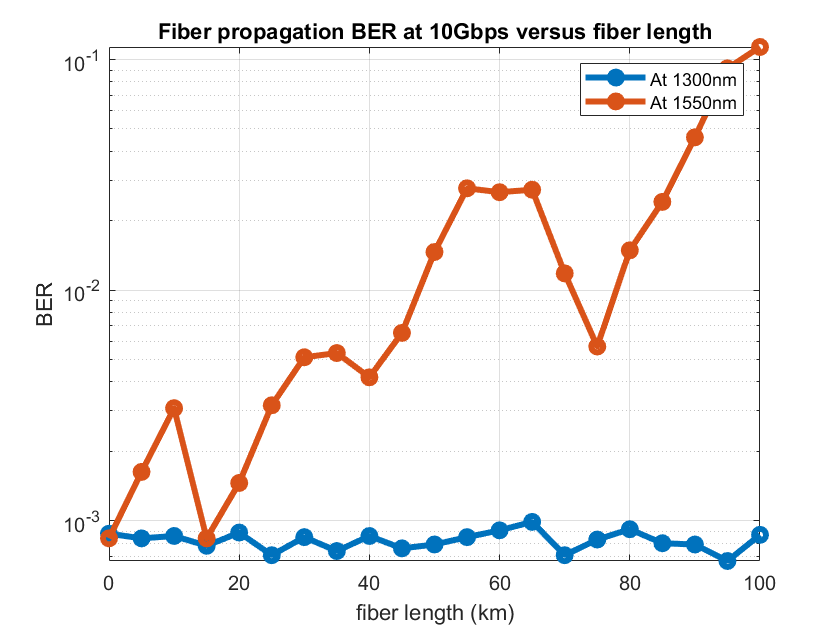 Fiber propagation BER at 10Gbps versus fiber length
At 1300nm
At 1550nm
10^-1
10^-2
10^-3
BER
0 20 40 60 80 100
fiber length (km)